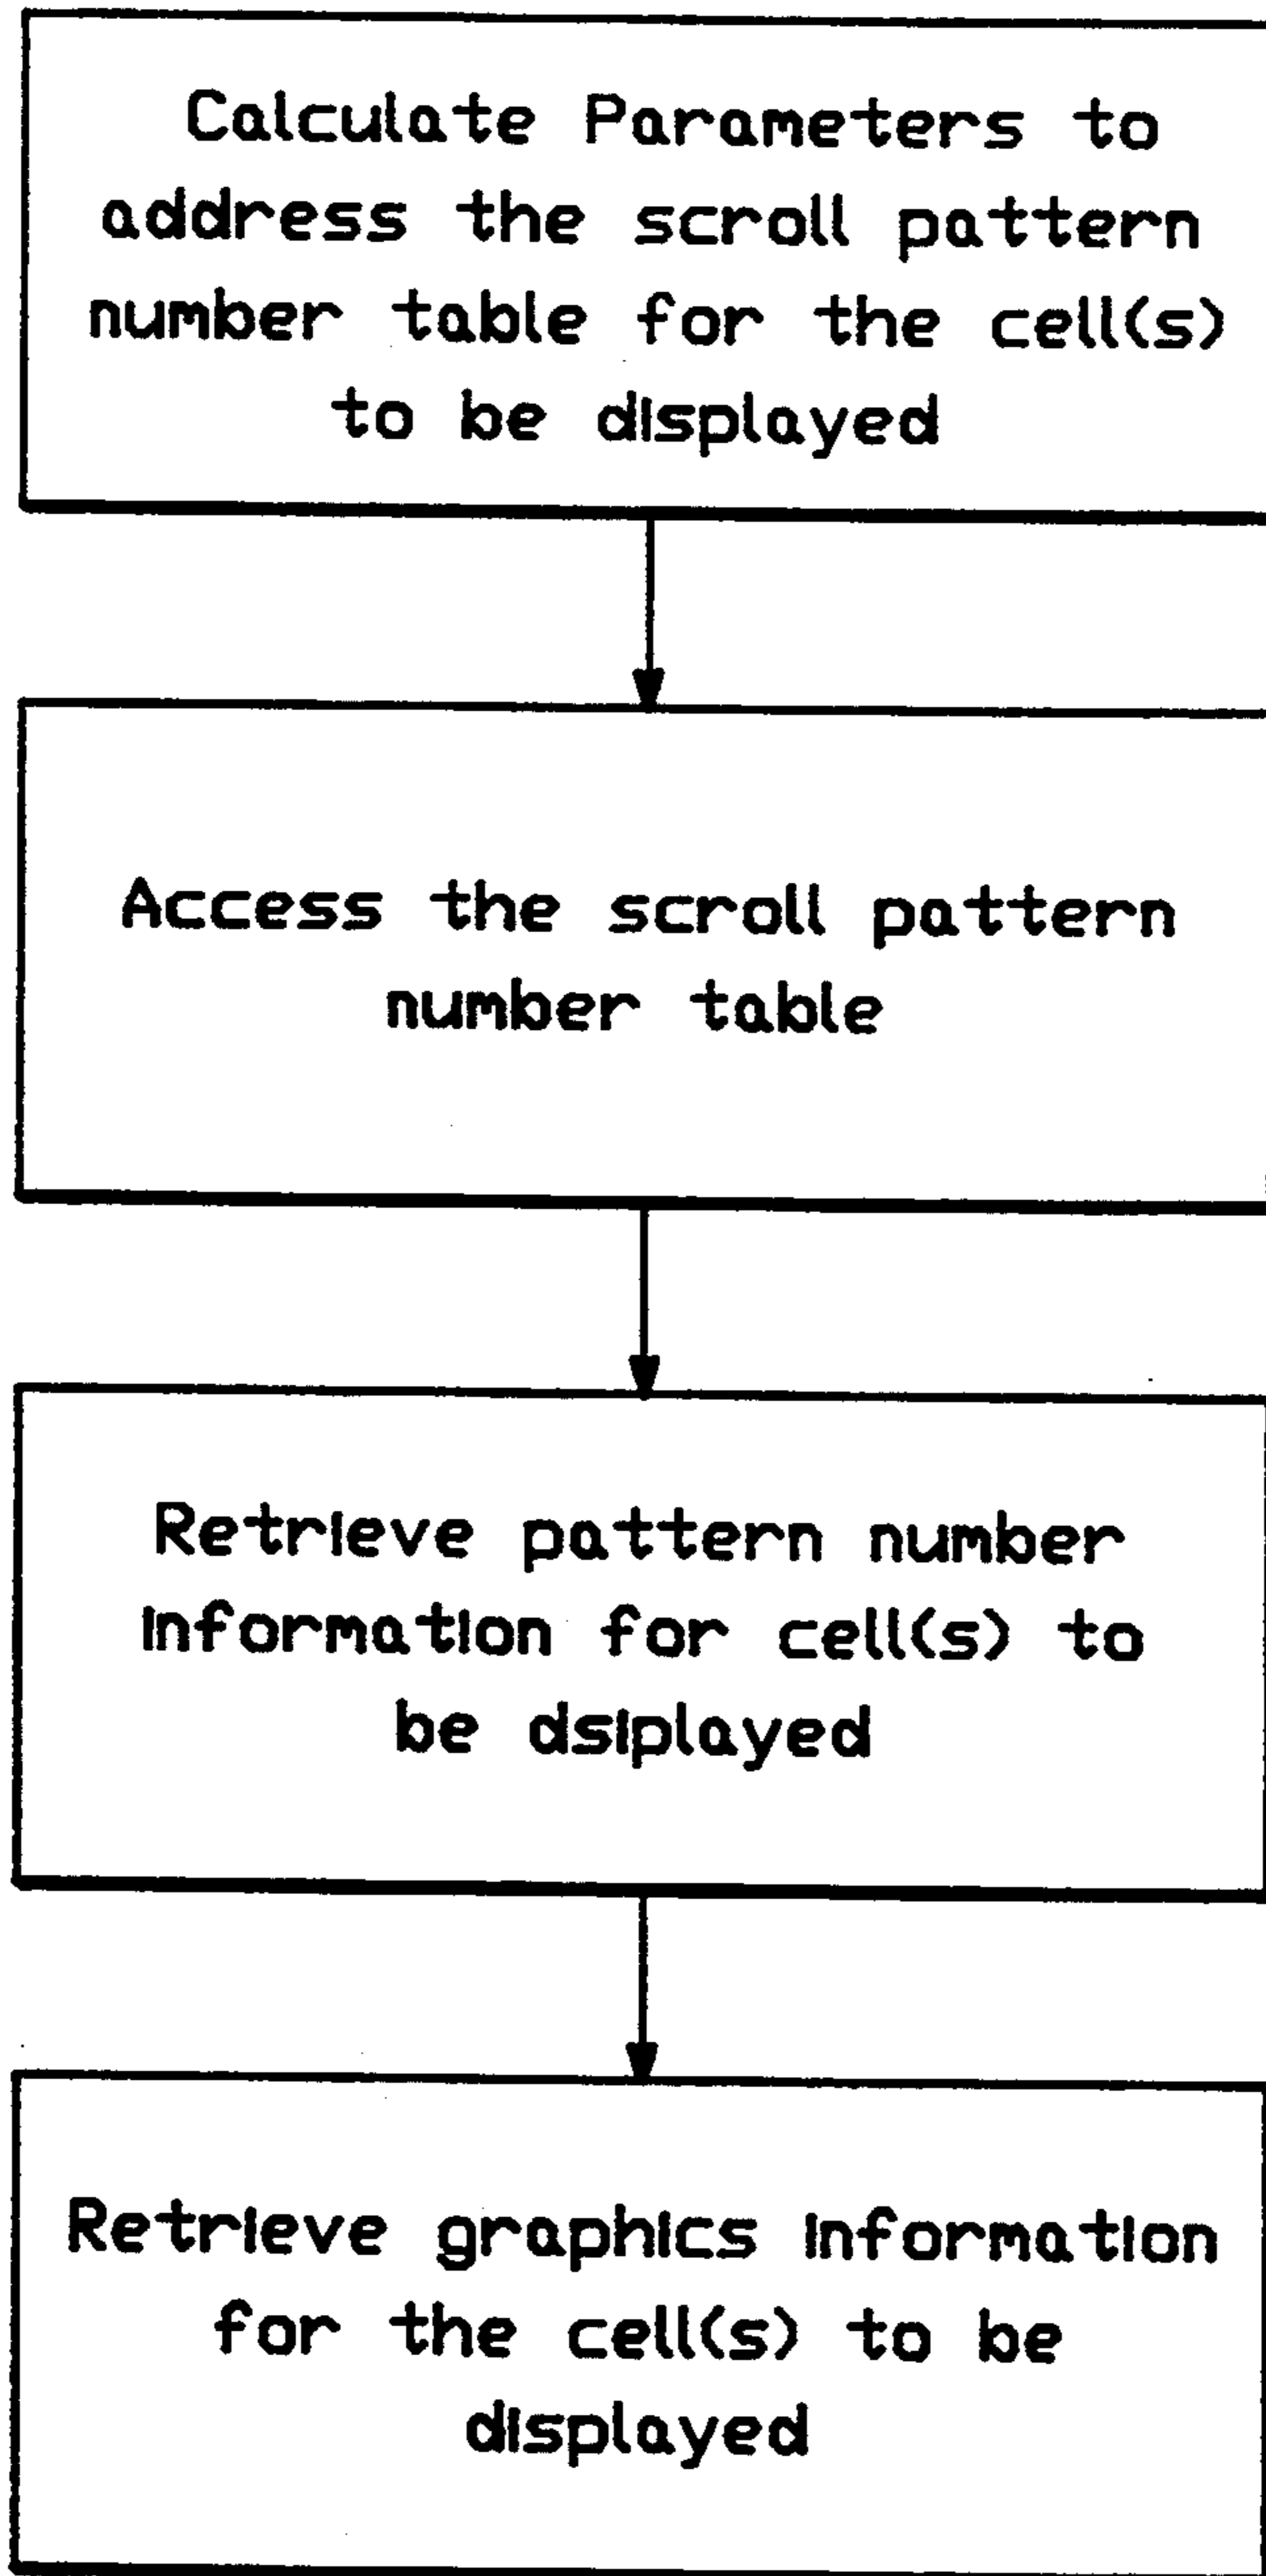 Calculate Parameters to
address the scroll pattern
number table for the cell(s)
to be displayed
Access the scroll pattern
number table
Retrieve pattern number
information for cell(s) to
be dsiplayed
Retrieve graphics information
for the cell(s) to be
displayed